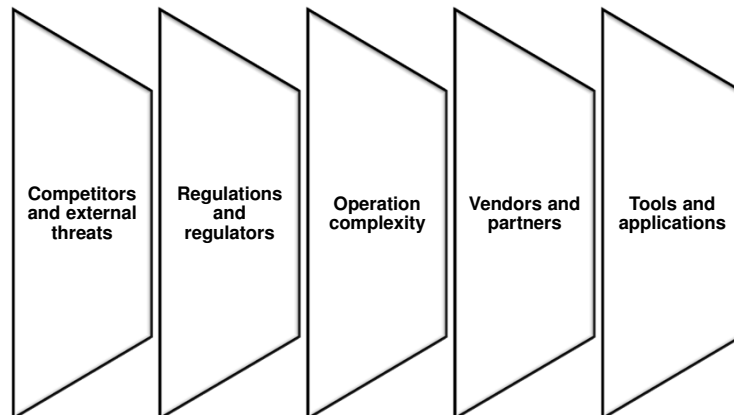 Competitors
and external
threats
Regulations
and
regulators
Operation
complexity
Vendors and
partners
Tools and
applications